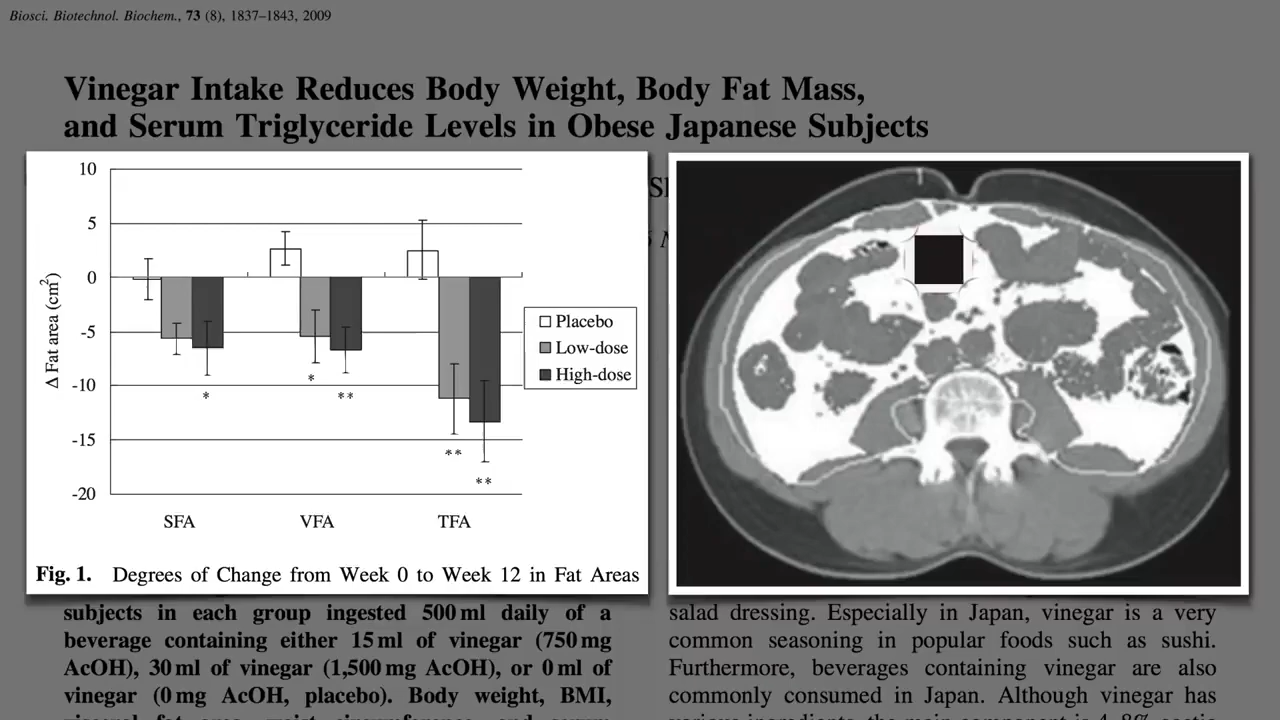 Biosci. Biotechnol. Biochem., 73 (8), 1837–1843, 2009
Vinegar Intake Reduces Body Weight, Body Fat Mass,
and Serum Triglyceride Levels in Obese Japanese Subjects
10
5
0
-5
-10
-15
-20
Δ Fat area (cm2)
*
*
**
**
**
Placebo
Low-dose
High-dose
SFA VFA TFA
Fig. 1. Degrees of Change from Week 0 to Week 12 in Fat Areas
subjects in each group ingested 500 ml daily of a
beverage containing either 15 ml of vinegar (750 mg
AcOH), 30 ml of vinegar (1,500 mg AcOH), or 0 ml of
vinegar (0 mg AcOH, placebo). Body weight, BMI,
salad dressing. Especially in Japan, vinegar is a very
common seasoning in popular foods such as sushi.
Furthermore, beverages containing vinegar are also
commonly consumed in Japan. Although vinegar has